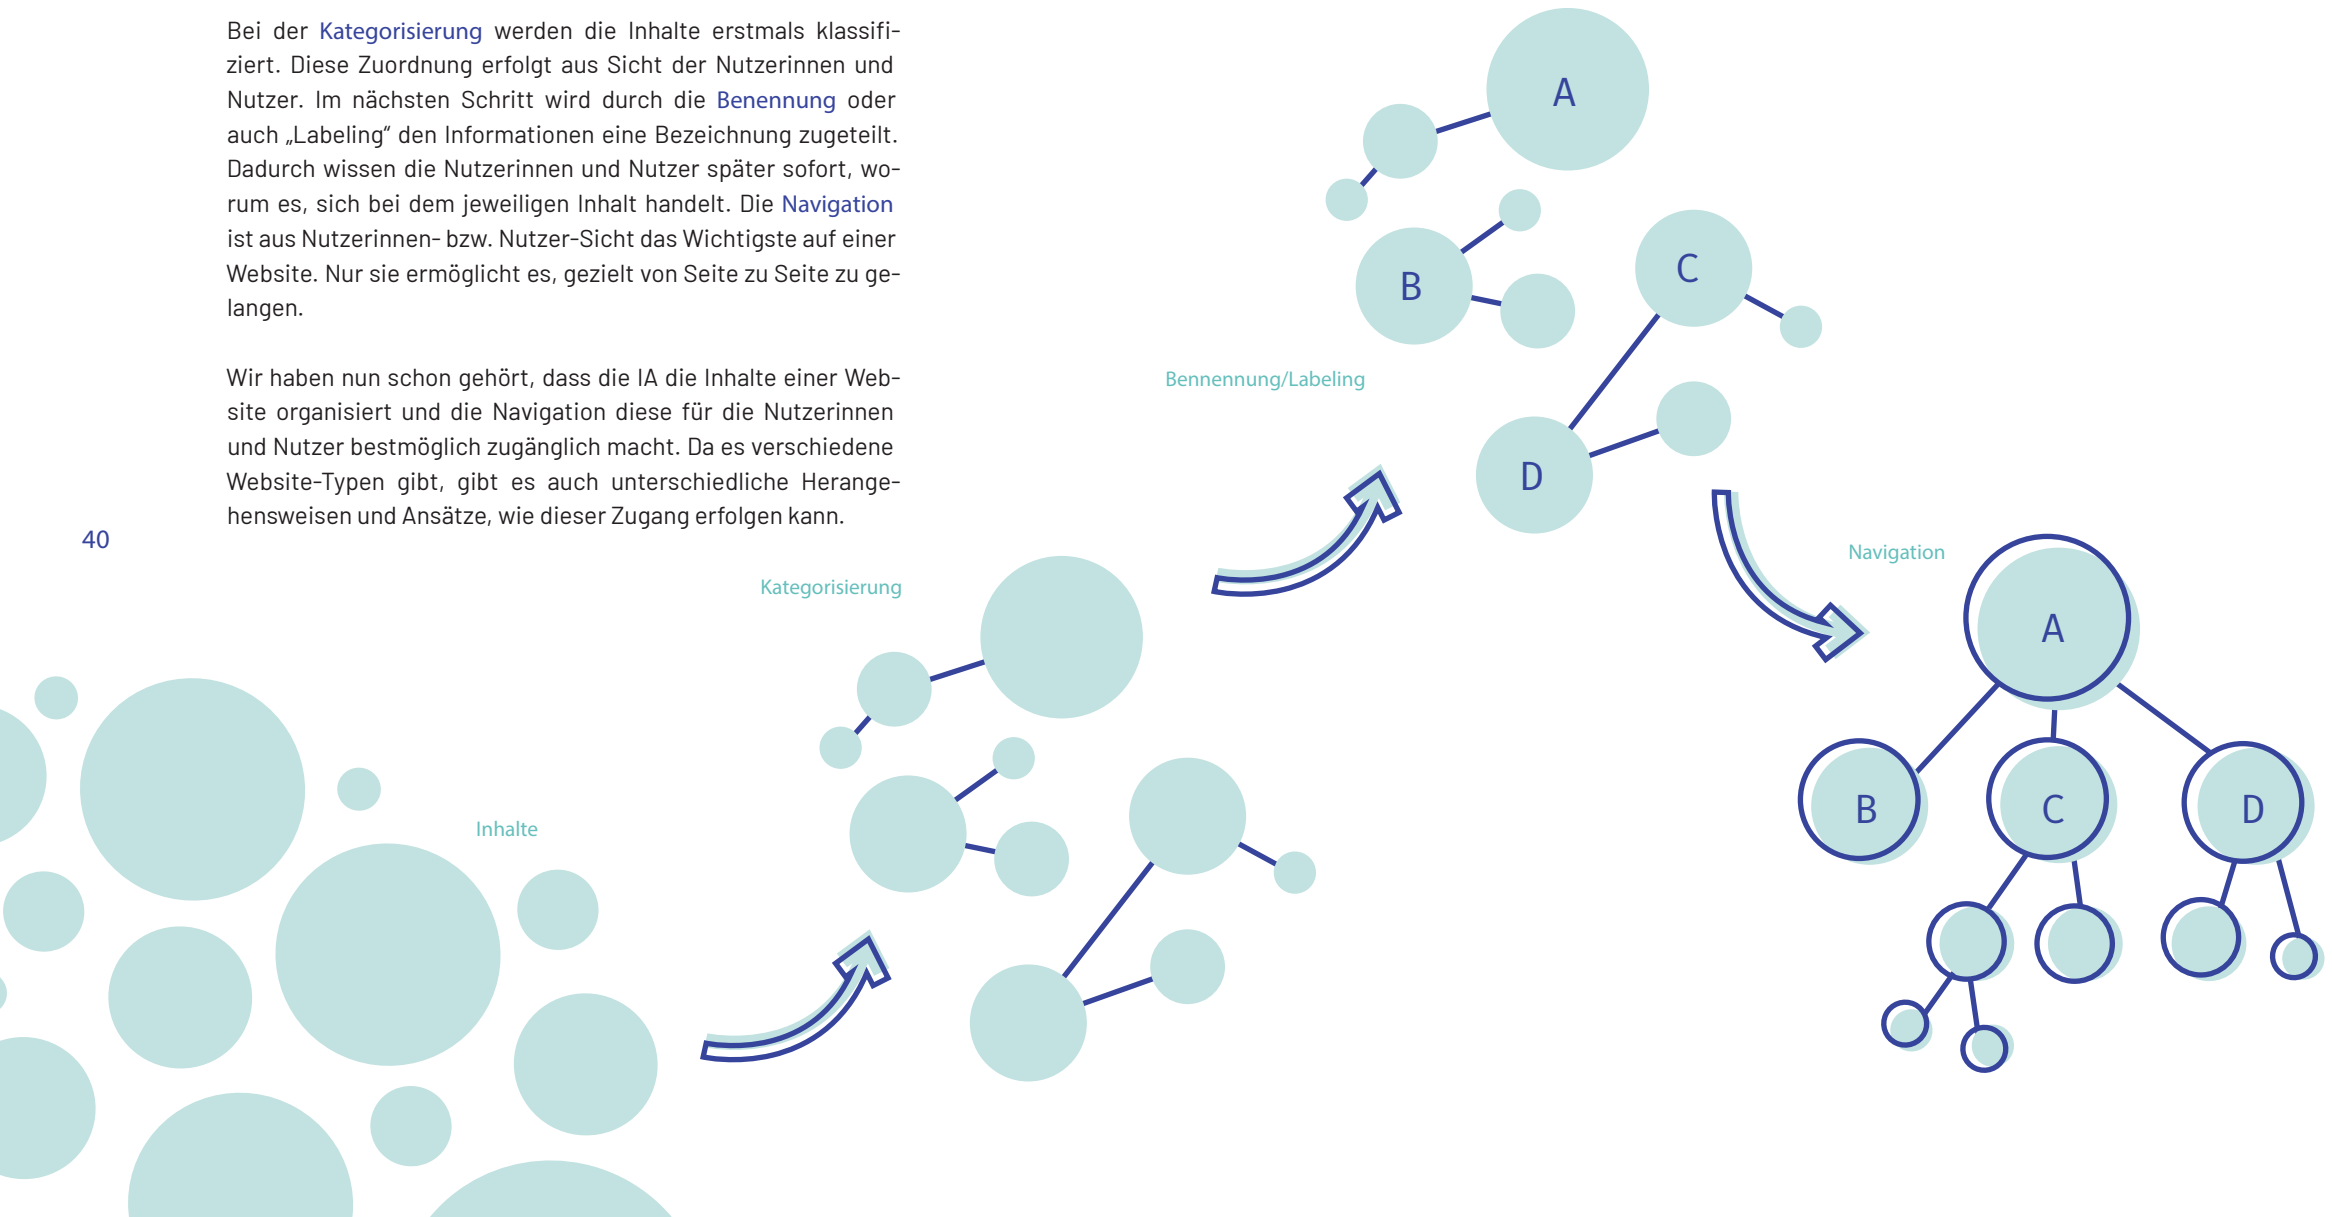 Bei der Kategorisierung werden die Inhalte erstmals klassifi-
ziert. Diese Zuordnung erfolgt aus Sicht der Nutzerinnen und
Nutzer. Im nächsten Schritt wird durch die Benennung oder
auch „Labeling“ den Informationen eine Bezeichnung zugeteilt.
Dadurch wissen die Nutzerinnen und Nutzer später sofort, wo-
rum es, sich bei dem jeweiligen Inhalt handelt. Die Navigation
ist aus Nutzerinnen- bzw. Nutzer-Sicht das Wichtigste auf einer
Website. Nur sie ermöglicht es, gezielt von Seite zu Seite zu ge-
langen.
Wir haben nun schon gehört, dass die IA die Inhalte einer Web-
site organisiert und die Navigation diese für die Nutzerinnen
und Nutzer bestmöglich zugänglich macht. Da es verschiedene
Website-Typen gibt, gibt es auch unterschiedliche Herange-
hensweisen und Ansätze, wie dieser Zugang erfolgen kann.
40
Inhalte
Kategorisierung
Bennennung/Labeling
A
B
C
D
Navigation
A
B
C
D